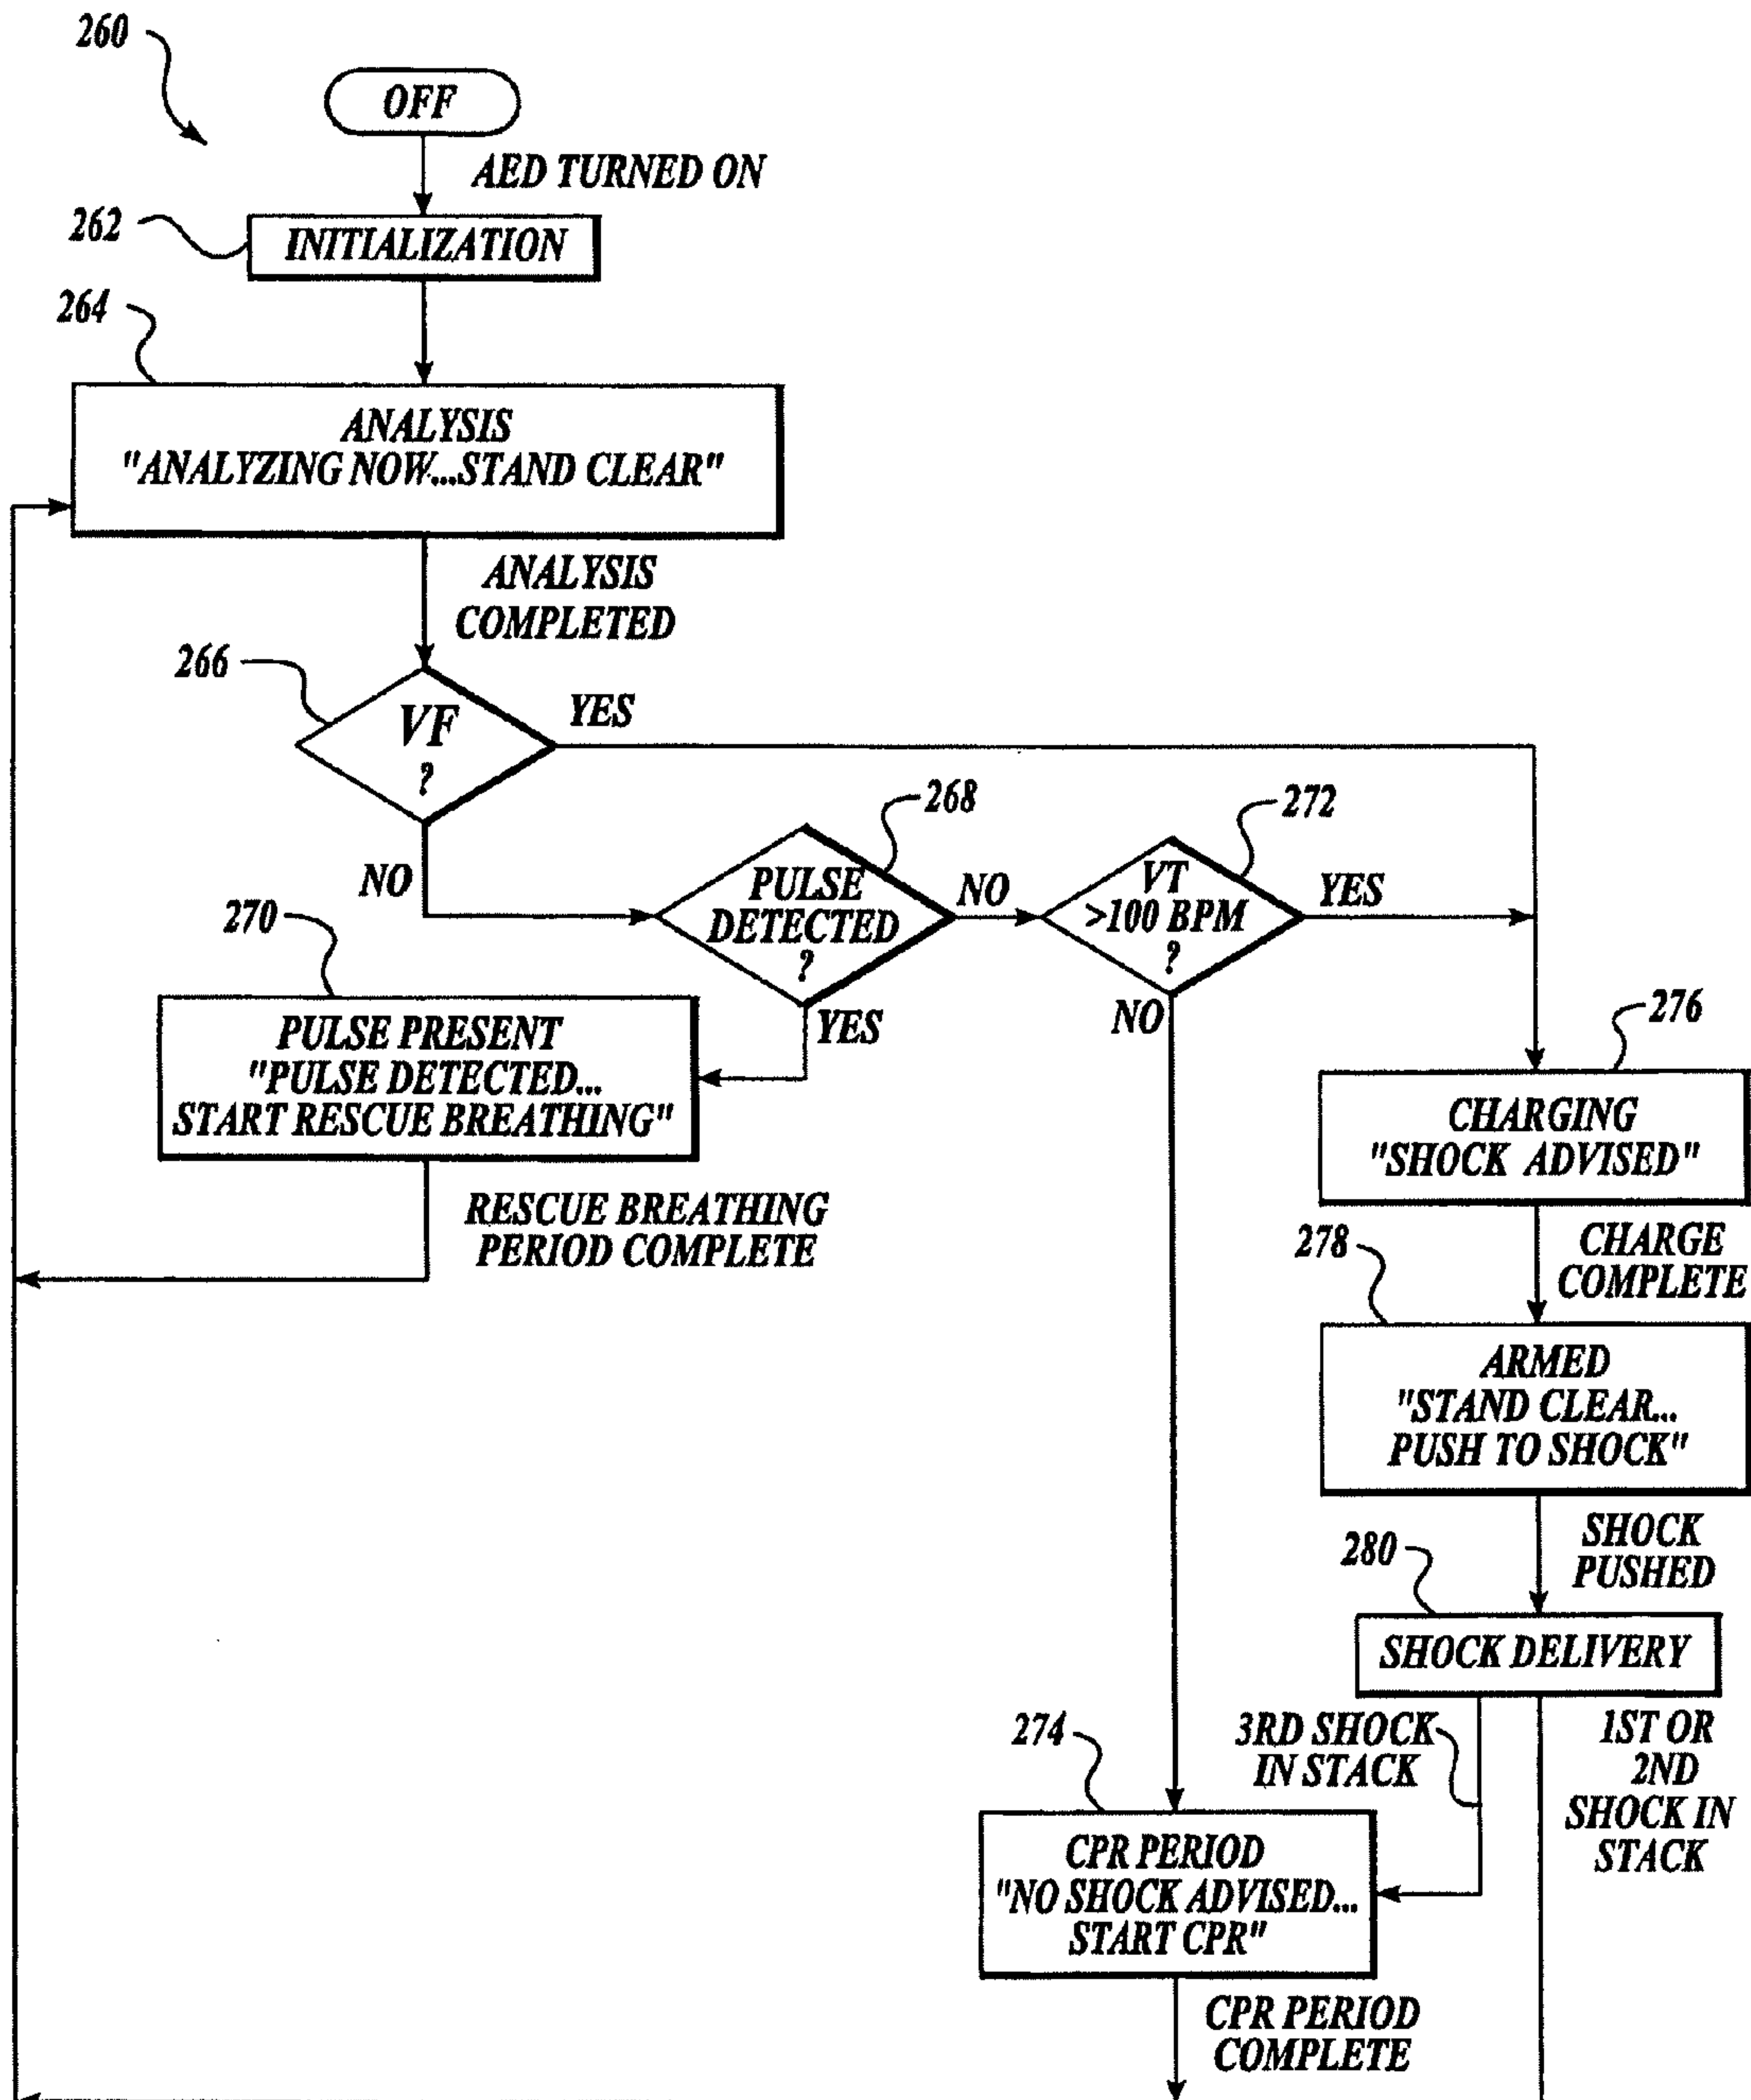 260
OFF
AED TURNED ON
262
INITIALIZATION
264
ANALYSIS
"ANALYZING NOW...STAND CLEAR"
ANALYSIS
COMPLETED
266
VF
?
YES
NO
268
PULSE
DETECTED
?
NO
YES
272
VT
>100 BPM
?
YES
NO
270
PULSE PRESENT
"PULSE DETECTED...
START RESCUE BREATHING"
RESCUE BREATHING
PERIOD COMPLETE
276
CHARGING
"SHOCK ADVISED"
CHARGE
COMPLETE
278
ARMED
"STAND CLEAR...
PUSH TO SHOCK"
SHOCK
PUSHED
280
SHOCK DELIVERY
3RD SHOCK
IN STACK
1ST OR
2ND
SHOCK IN
STACK
274
CPR PERIOD
"NO SHOCK ADVISED...
START CPR"
CPR PERIOD
COMPLETE